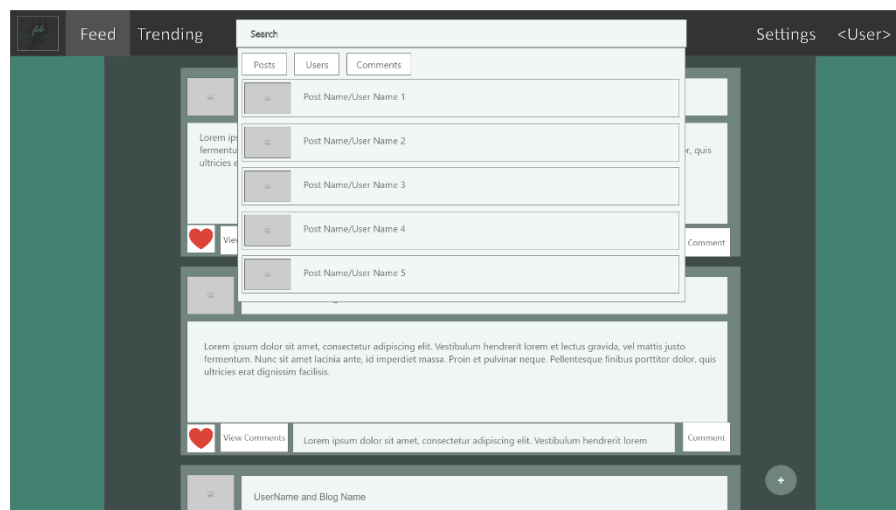 Feed
Trending
Search
Settings
<User>
Posts
Users
Comments
Post Name/User Name 1
Post Name/User Name 2
Post Name/User Name 3
Post Name/User Name 4
Post Name/User Name 5
Lorem
, quis
ultricies
Comment
Lorem ipsum dolor sit amet, consectetur adipiscing elit. Vestibulum hendrerit lorem et lectus gravida, vel mattis justo
fermentum. Nunc sit amet lacinia ante, id imperdiet massa. Proin et pulvinar neque. Pellentesque finibus porttitor dolor, quis
ultricies erat dignissim facilisis.
View Comments
Lorem ipsum dolor sit amet, consectetur adipiscing elit. Vestibulum hendrerit lorem
Comment
UserName and Blog Name
+